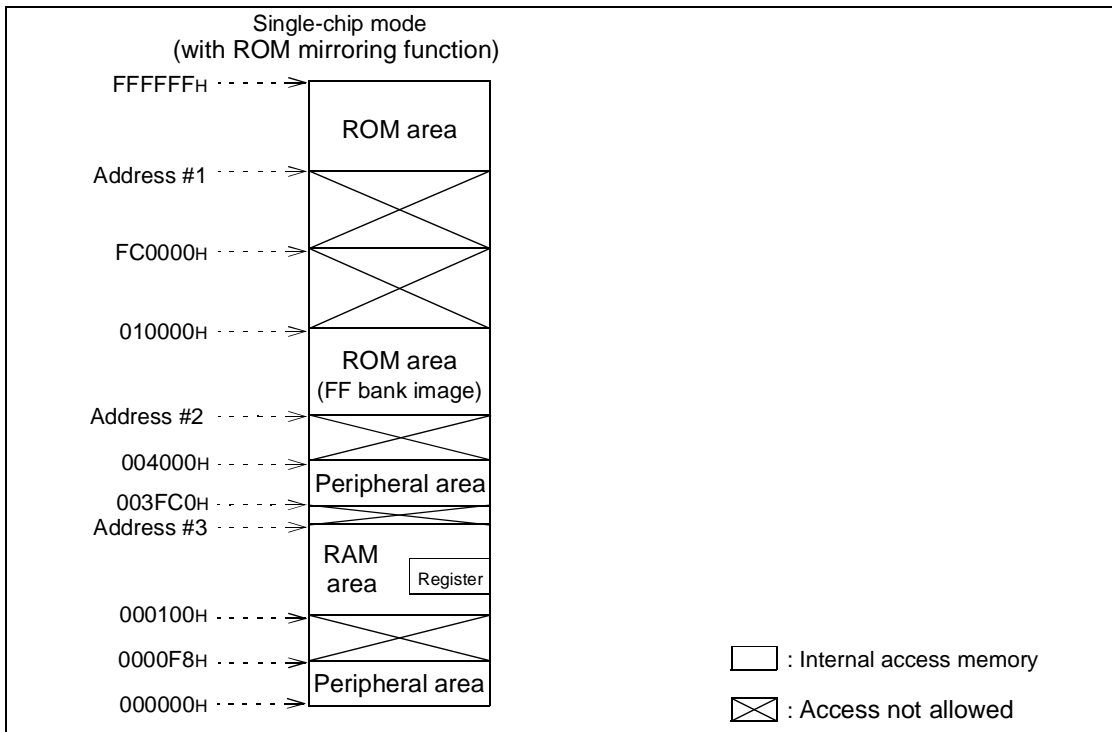 Single-chip mode
(with ROM mirroring function)
FFFFFFH
ROM area
Address #1
FC0000H
010000H
ROM area
(FF bank image)
Address #2
004000H
Peripheral area
003FC0H
Address #3
RAM
area
Register
000100H
0000F8H
Peripheral area
000000H
: Internal access memory
: Access not allowed